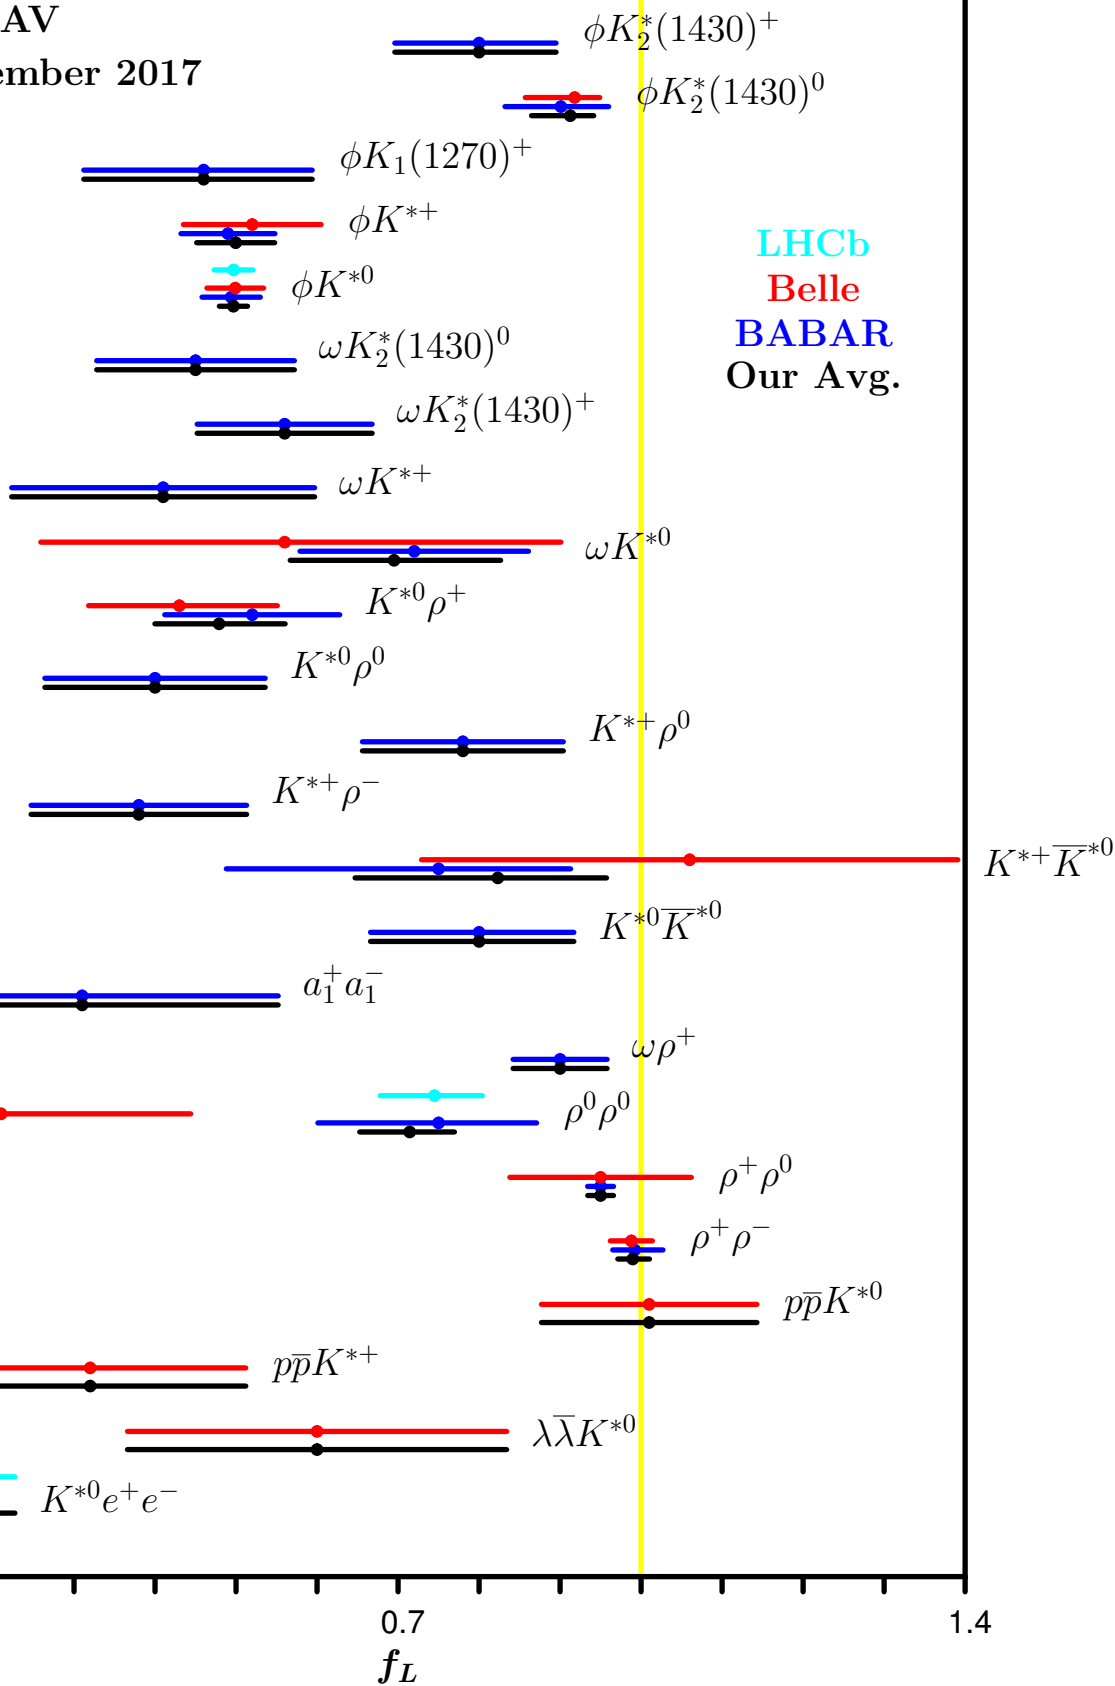 AV
ember 2017
ϕK₂*(1430)⁺
ϕK₂*(1430)⁰
ϕK₁(1270)⁺
ϕK*⁺
ϕK*⁰
LHCb
Belle
BABAR
Our Avg.
ωK₂*(1430)⁰
ωK₂*(1430)⁺
ωK*⁺
ωK*⁰
K*⁰ρ⁺
K*⁰ρ⁰
K*⁺ρ⁰
K*⁺ρ⁻
K*⁺K̅*⁰
K*⁰K̅*⁰
a₁⁺a₁⁻
ωρ⁺
ρ⁰ρ⁰
ρ⁺ρ⁰
ρ⁺ρ⁻
pp̅K*⁰
pp̅K*⁺
λλ̅K*⁰
K*⁰e⁺e⁻
0.7 1.4
f_L